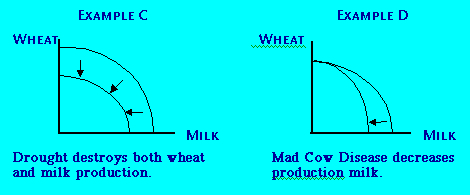 EXAMPLE C
WHEAT
MILK
Drought destroys both wheat
and milk production.
EXAMPLE D
WHEAT
MILK
Mad Cow Disease decreases
production milk.